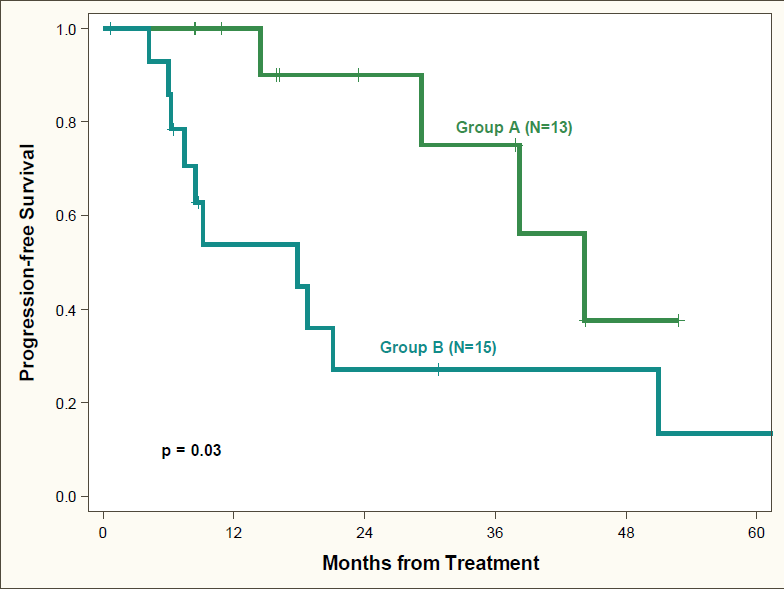 1.0
0.8
0.6
0.4
0.2
0.0
Progression-free Survival
Group A (N=13)
Group B (N=15)
p = 0.03
0 12 24 36 48 60
Months from Treatment